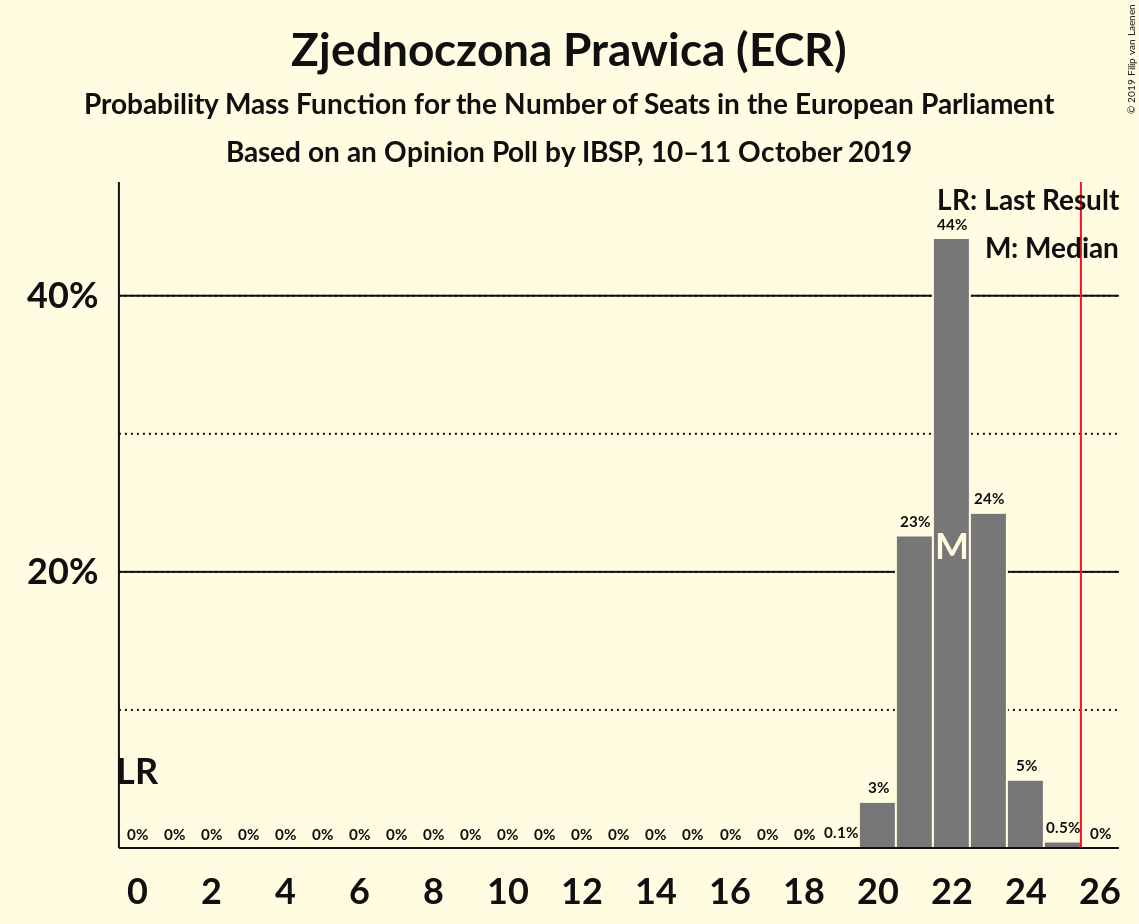 Zjednoczona Prawica (ECR)
Probability Mass Function for the Number of Seats in the European Parliament
Based on an Opinion Poll by IBSP, 10–11 October 2019
© 2019 Filip van Laenen
LR: Last Result
M: Median
44%
40%
24%
23%
M
20%
LR
5%
3%
0% 0% 0% 0% 0% 0% 0% 0% 0% 0% 0% 0% 0% 0% 0% 0% 0% 0% 0% 0.1% 0.5% 0%
0 2 4 6 8 10 12 14 16 18 20 22 24 26